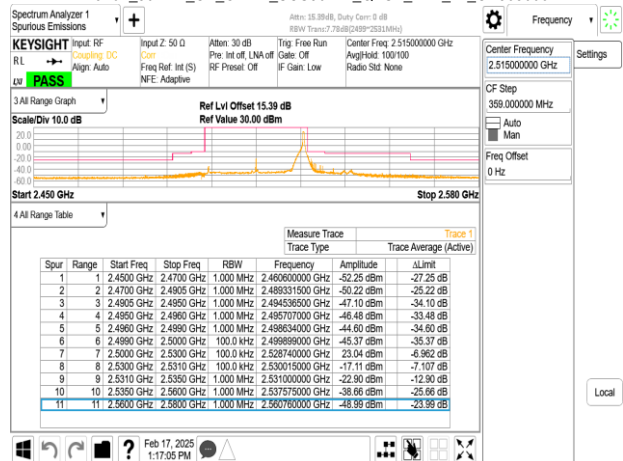 Spectrum Analyzer 1
Spurious Emissions
Attn: 15.39dB, Duty Corr: 0 dB
RBW Trans:7.78dB(2499~2531MHz)
Frequency
KEYSIGHT
RL
LXI
PASS
Input: RF
Coupling: DC
Align: Auto
Input Z: 50 Ω
Corr
Freq Ref: Int (S)
NFE: Adaptive
Atten: 30 dB
Pre: Int off, LNA off
RF Presel: Off
Trig: Free Run
Gate: Off
IF Gain: Low
Center Freq: 2.515000000 GHz
Avg|Hold: 100/100
Radio Std: None
Center Frequency
2.515000000 GHz
Settings
CF Step
359.000000 MHz
Auto
Man
Freq Offset
0 Hz
3 All Range Graph
Scale/Div 10.0 dB
Ref Lvl Offset 15.39 dB
Ref Value 30.00 dBm
20.0
0.00
-20.0
-40.0
-60.0
Start 2.450 GHz
Stop 2.580 GHz
4 All Range Table
Measure Trace Trace 1
Trace Type Trace Average (Active)
Spur Range Start Freq Stop Freq RBW Frequency Amplitude ΔLimit
1 1 2.4500 GHz 2.4700 GHz 1.000 MHz 2.460600000 GHz -52.25 dBm -27.25 dB
2 2 2.4700 GHz 2.4905 GHz 1.000 MHz 2.489331500 GHz -50.22 dBm -25.22 dB
3 3 2.4905 GHz 2.4950 GHz 1.000 MHz 2.494536500 GHz -47.10 dBm -34.10 dB
4 4 2.4950 GHz 2.4960 GHz 1.000 MHz 2.495707000 GHz -46.48 dBm -33.48 dB
5 5 2.4960 GHz 2.4990 GHz 1.000 MHz 2.498634000 GHz -44.60 dBm -34.60 dB
6 6 2.4990 GHz 2.5000 GHz 100.0 kHz 2.499899000 GHz -45.37 dBm -35.37 dB
7 7 2.5000 GHz 2.5300 GHz 100.0 kHz 2.528740000 GHz 23.04 dBm -6.962 dB
8 8 2.5300 GHz 2.5310 GHz 100.0 kHz 2.530015000 GHz -17.11 dBm -7.107 dB
9 9 2.5310 GHz 2.5350 GHz 1.000 MHz 2.531000000 GHz -22.90 dBm -12.90 dB
10 10 2.5350 GHz 2.5600 GHz 1.000 MHz 2.537575000 GHz -38.66 dBm -25.66 dB
11 11 2.5600 GHz 2.5800 GHz 1.000 MHz 2.560760000 GHz -48.99 dBm -23.99 dB
Local
Feb 17, 2025
1:17:05 PM